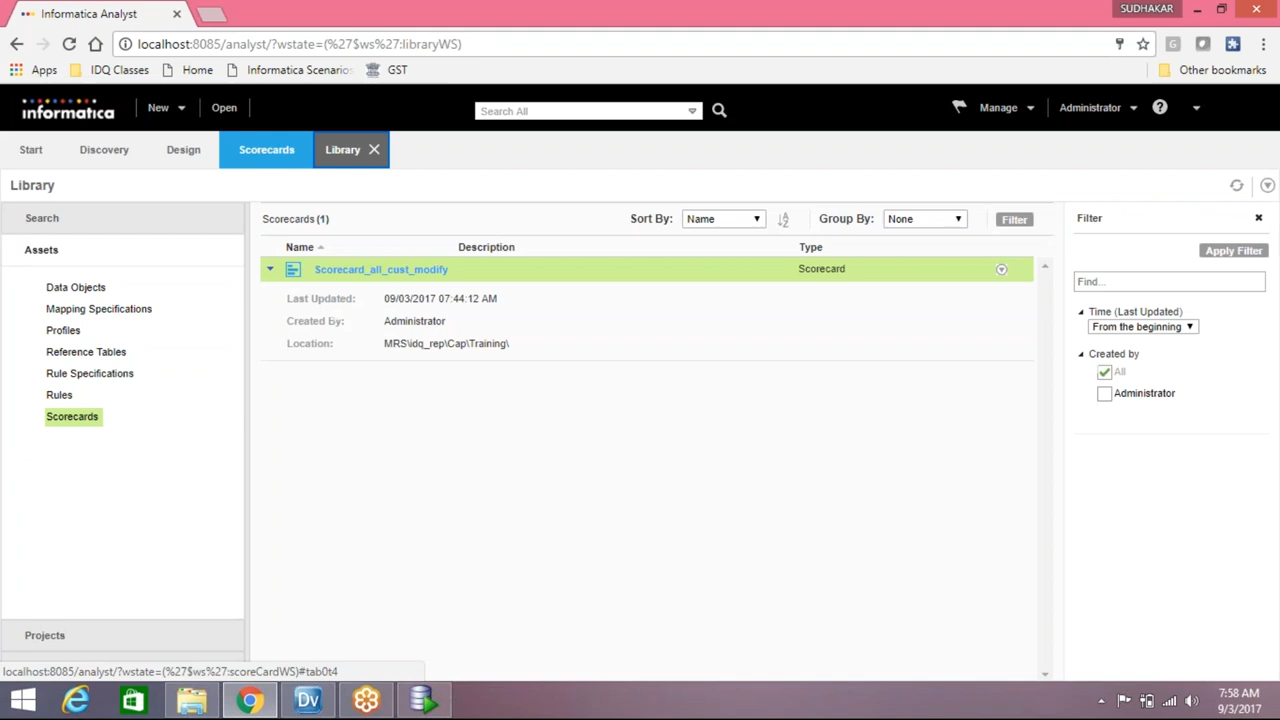 Informatica Analyst
SUDHAKAR
localhost:8085/analyst/?wstate=(%27$ws%27:libraryWS)
Apps IDQ Classes Home Informatica Scenarios GST Other bookmarks
informatica New Open Search All Manage Administrator
Start Discovery Design Scorecards Library
Library
Search
Assets
Data Objects
Mapping Specifications
Profiles
Reference Tables
Rule Specifications
Rules
Scorecards
Projects
Scorecards (1) Sort By: Name Group By: None Filter
Name Description Type
Scorecard_all_cust_modify Scorecard
Last Updated: 09/03/2017 07:44:12 AM
Created By: Administrator
Location: MRS\idq_rep\Cap\Training\
Filter
Apply Filter
Find...
Time (Last Updated)
From the beginning
Created by
All
Administrator
localhost:8085/analyst/?wstate=(%27$ws%27:scoreCardWS)#tab0t4
Dv
7:58 AM
9/3/2017